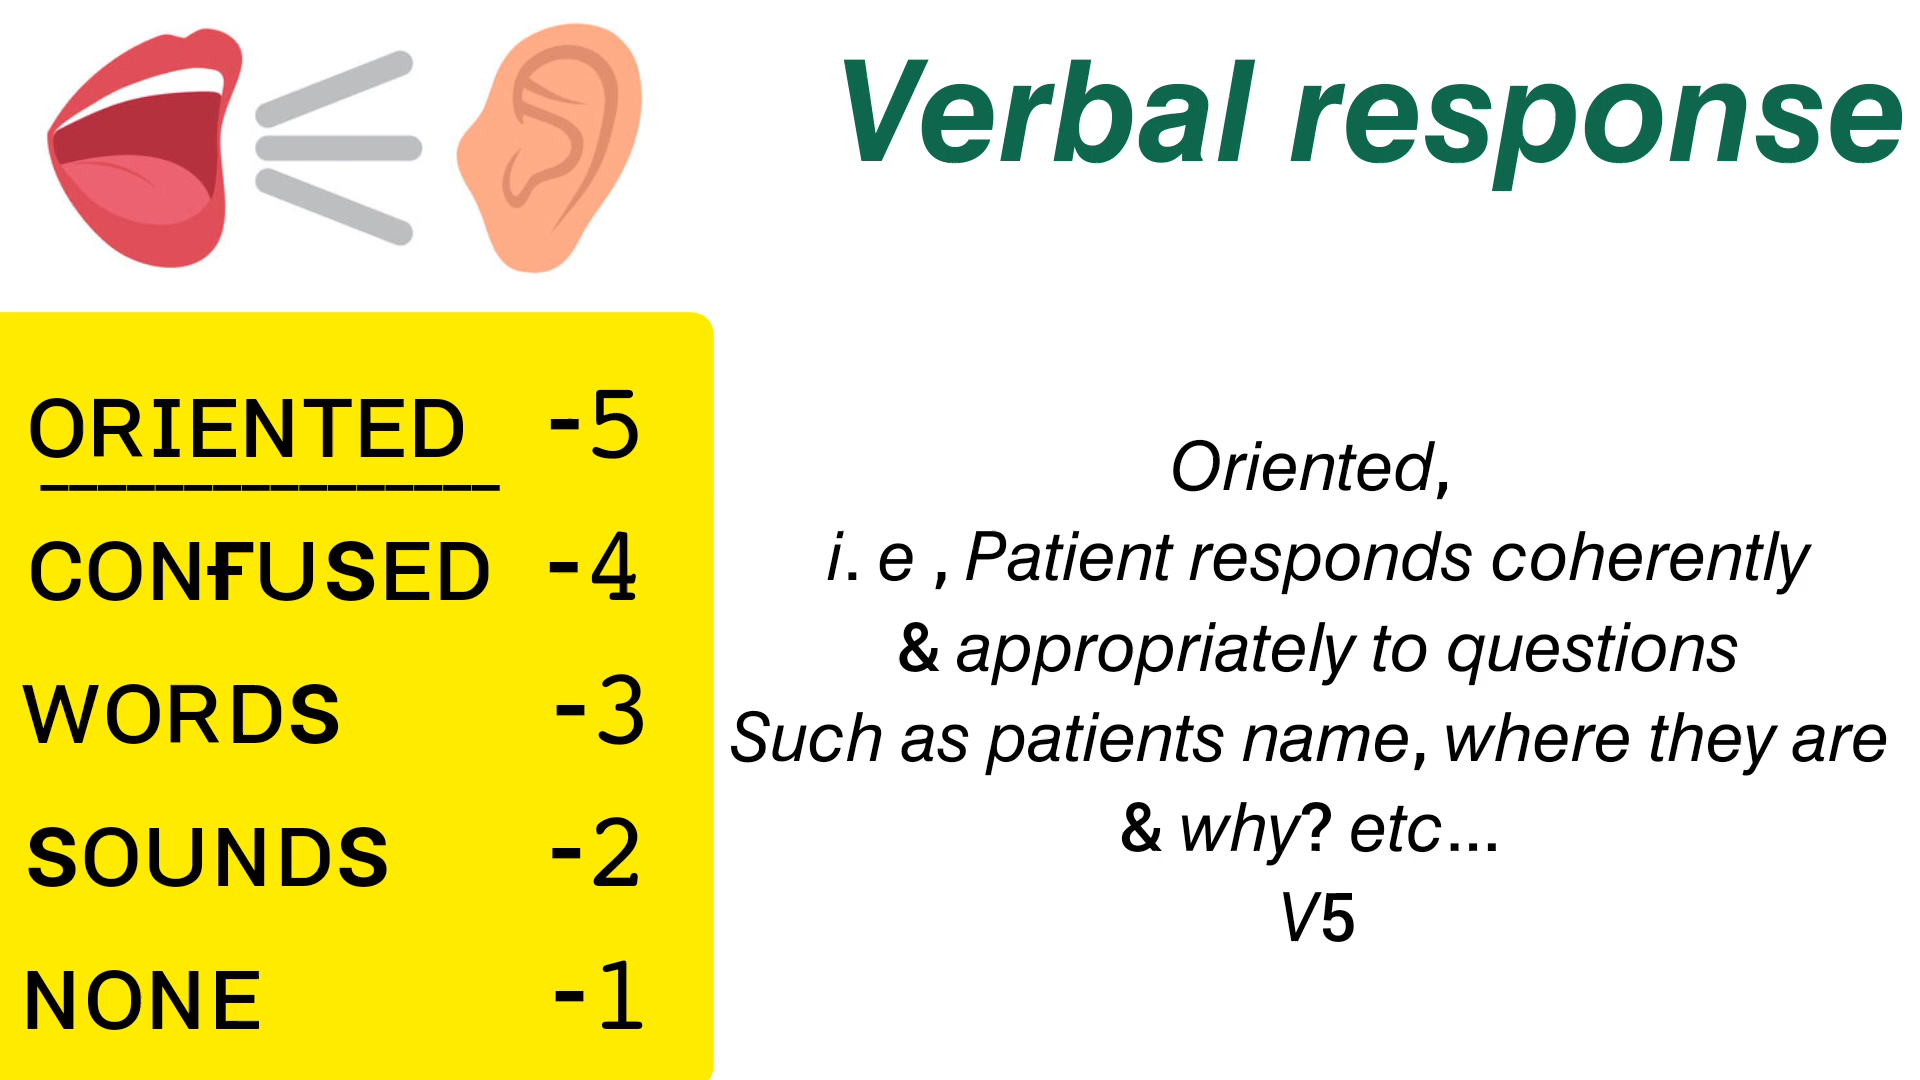 Verbal response
ORIENTED -5
CONFUSED -4
WORDS -3
SOUNDS -2
NONE -1
Oriented,
i. e , Patient responds coherently
& appropriately to questions
Such as patients name, where they are
& why? etc...
V5